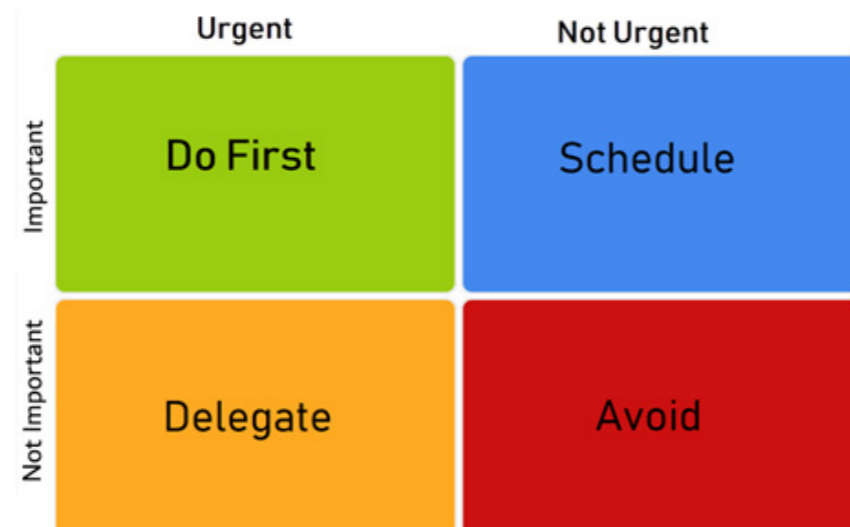 Urgent
Not Urgent
Important
Do First
Schedule
Not Important
Delegate
Avoid